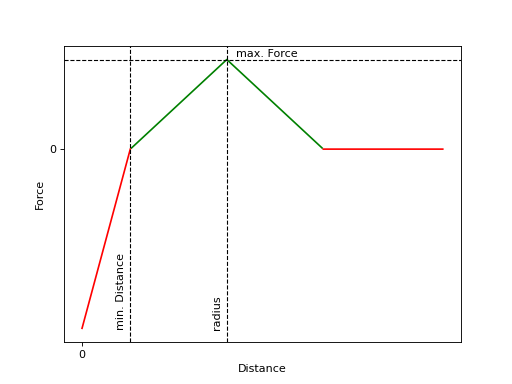 max. Force
0
Force
min. Distance
radius
0
Distance